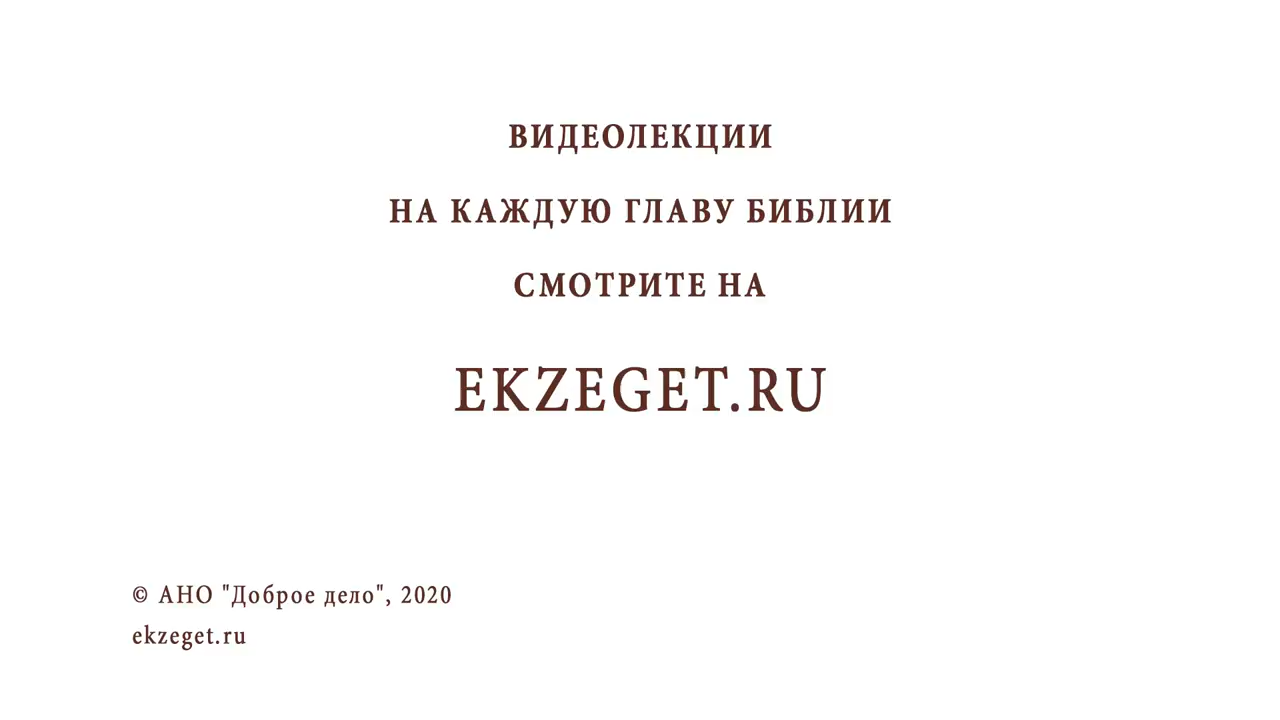 ВИДЕОЛЕКЦИИ
НА КАЖДУЮ ГЛАВУ БИБЛИИ
СМОТРИТЕ НА
EKZEGET.RU
© АНО "Доброе дело", 2020
ekzeget.ru